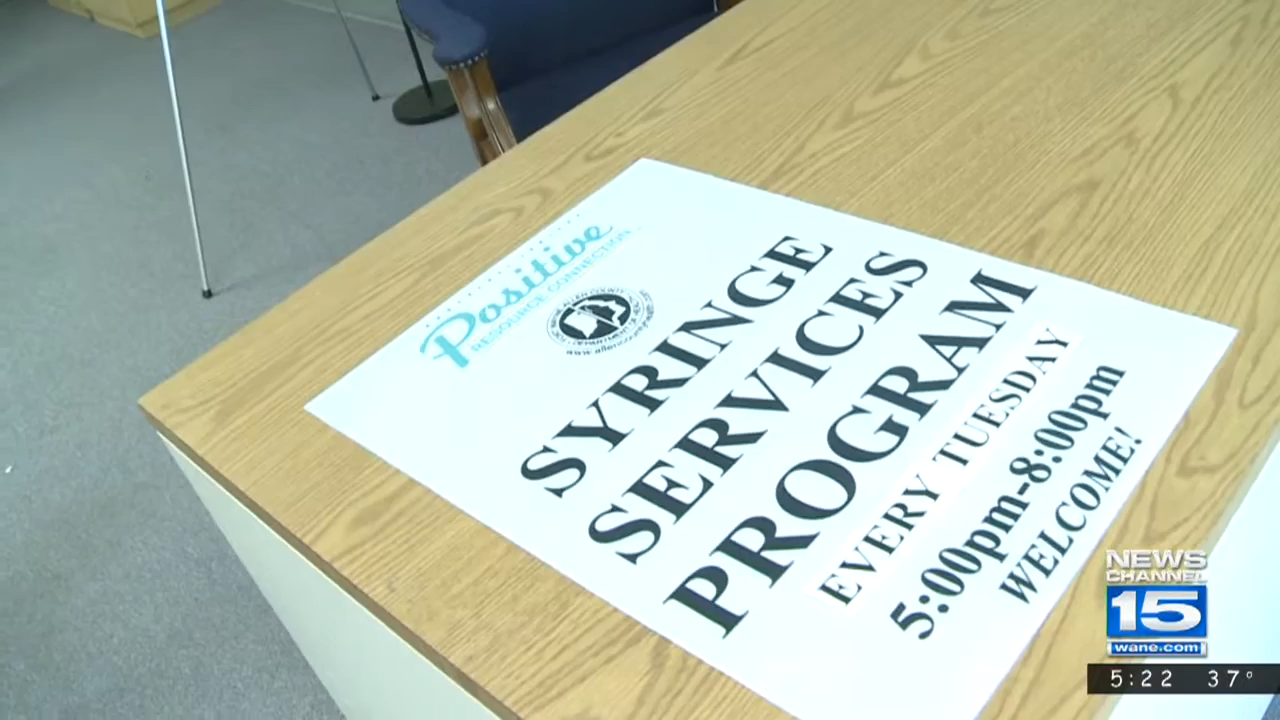 Positive
RESOURCE CONNECTION
SYRINGE
SERVICES
PROGRAM
EVERY TUESDAY
5:00pm-8:00pm
WELCOME!
NEWS
CHANNEL
15
wane.com
5:22 37°